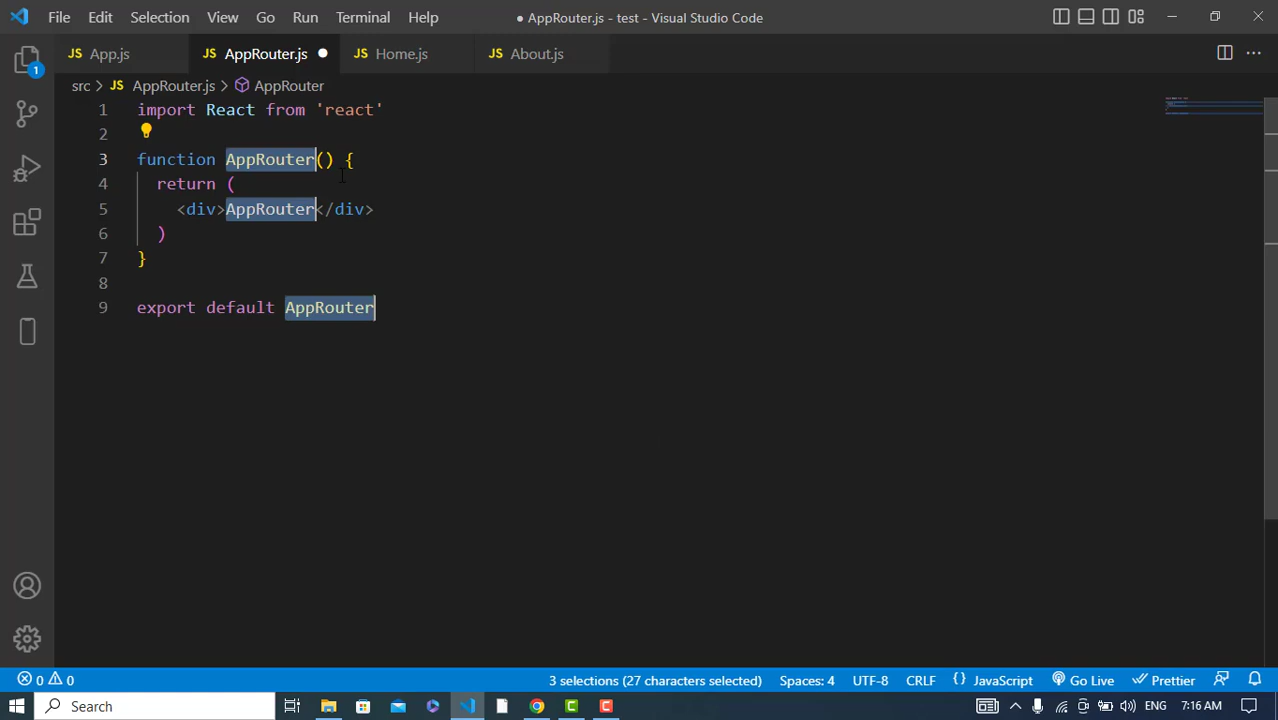 File Edit Selection View Go Run Terminal Help ● AppRouter.js - test - Visual Studio Code
JS App.js JS AppRouter.js ● JS Home.js JS About.js
1
src > JS AppRouter.js > AppRouter
1 import React from 'react'
2
3 function AppRouter() {
4 return (
5 <div>AppRouter</div>
6 )
7 }
8
9 export default AppRouter
0 0 3 selections (27 characters selected) Spaces: 4 UTF-8 CRLF {} JavaScript Go Live Prettier
Search ENG 7:16 AM